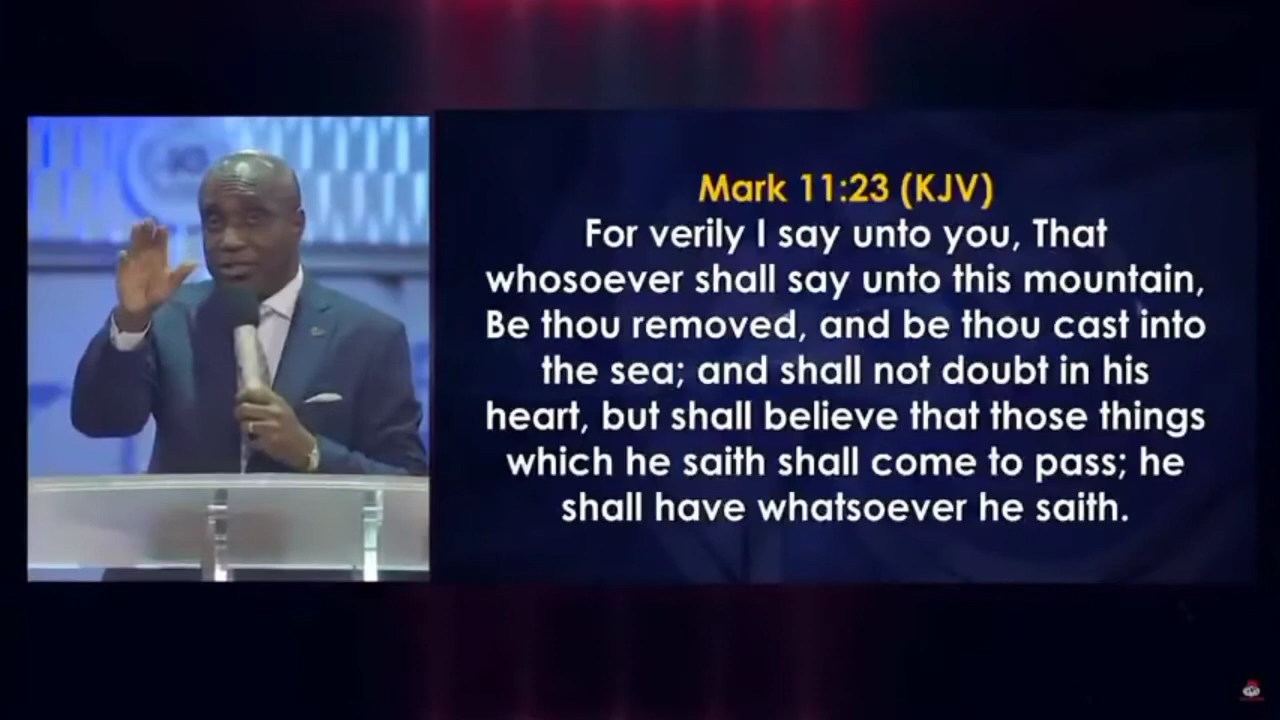 Mark 11:23 (KJV)
For verily I say unto you, That
whosoever shall say unto this mountain,
Be thou removed, and be thou cast into
the sea; and shall not doubt in his
heart, but shall believe that those things
which he saith shall come to pass; he
shall have whatsoever he saith.